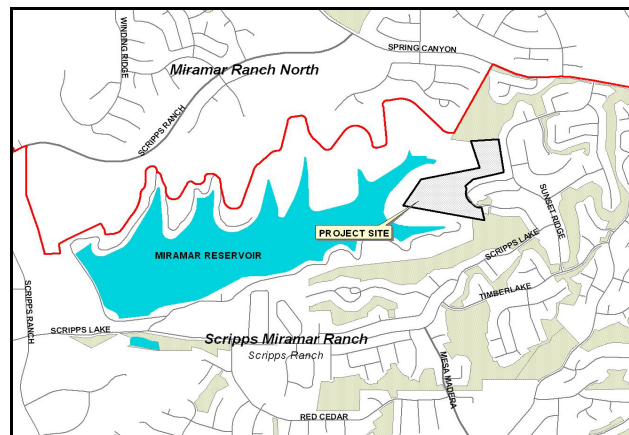 WINDING RIDGE
SPRING CANYON
Miramar Ranch North
SCRIPPS RANCH
SUNSET RIDGE
PROJECT SITE
MIRAMAR RESERVOIR
SCRIPPS LAKE
TIMBERLAKE
SCRIPPS RANCH
SCRIPPS LAKE
Scripps Miramar Ranch
Scripps Ranch
MESA MADERA
RED CEDAR